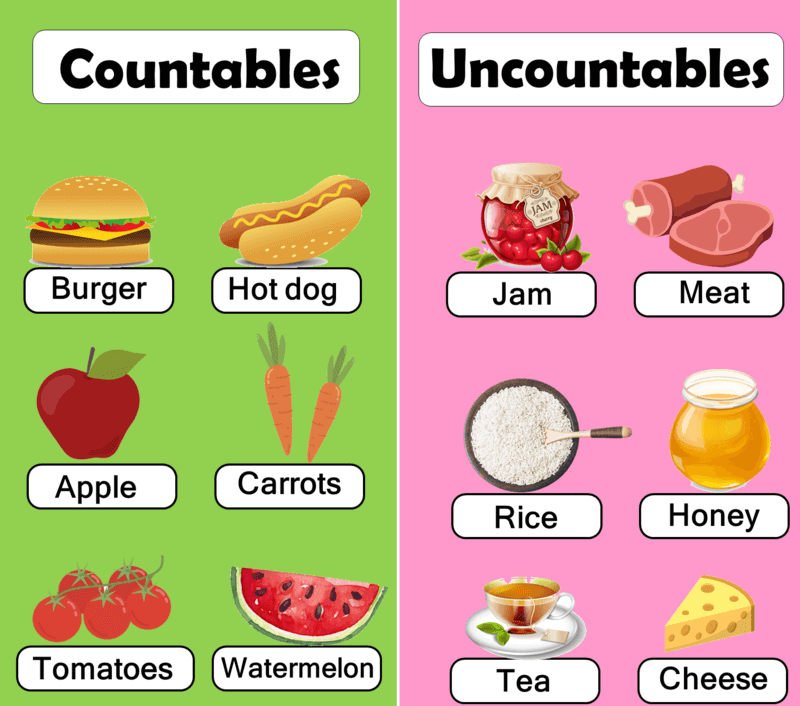 Countables
Uncountables
Burger
Hot dog
Jam
Meat
Apple
Carrots
Rice
Honey
Tomatoes
Watermelon
Tea
Cheese
JAM